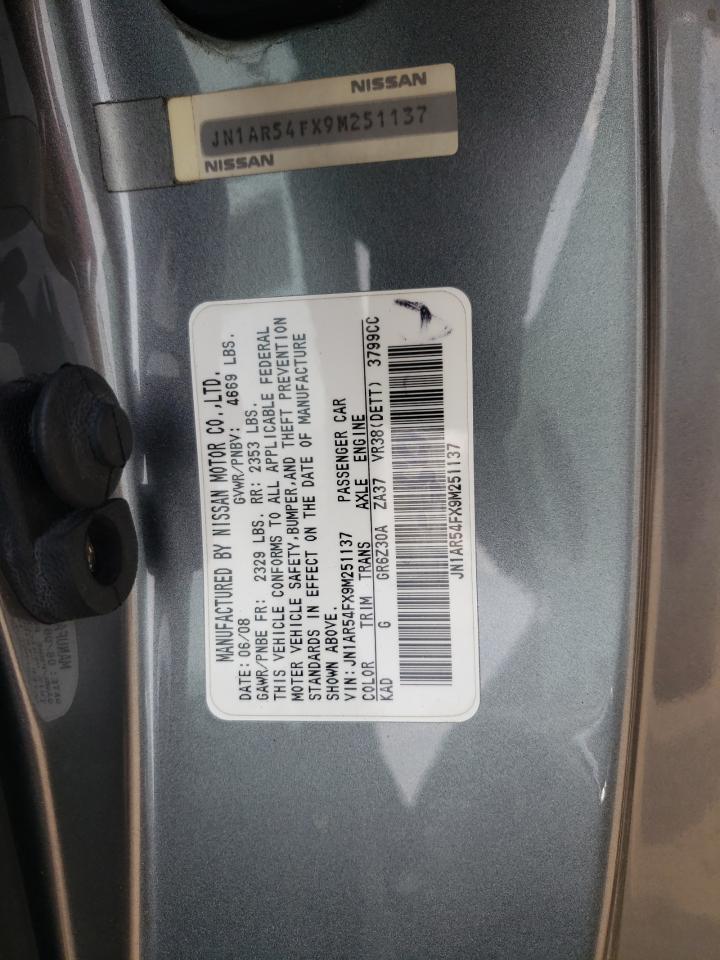 NISSAN
JN1AR54FX9M251137
NISSAN
MANUFACTURED BY NISSAN MOTOR CO.,LTD.
DATE: 06/08 GVWR/PNBV: 4669 LBS.
GAWR/PNBE FR: 2329 LBS. RR: 2353 LBS.
THIS VEHICLE CONFORMS TO ALL APPLICABLE FEDERAL
MOTER VEHICLE SAFETY,BUMPER,AND THEFT PREVENTION
STANDARDS IN EFFECT ON THE DATE OF MANUFACTURE
SHOWN ABOVE.
VIN:JN1AR54FX9M251137 PASSENGER CAR
COLOR TRIM TRANS AXLE ENGINE
KAD G GR6Z30A ZA37 VR38(DETT) 3799CC
JN1AR54FX9M251137